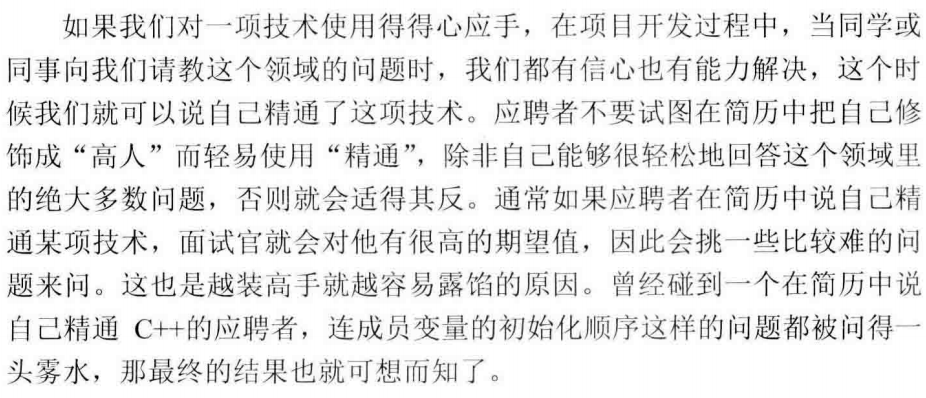 如果我们对一项技术使用得得心应手，在项目开发过程中，当同学或
同事向我们请教这个领域的问题时，我们都有信心也有能力解决，这个时
候我们就可以说自己精通了这项技术。应聘者不要试图在简历中把自己修
饰成“高人”而轻易使用“精通”，除非自己能够很轻松地回答这个领域里
的绝大多数问题，否则就会适得其反。通常如果应聘者在简历中说自己精
通某项技术，面试官就会对他有很高的期望值，因此会挑一些比较难的问
题来问。这也是越装高手就越容易露馅的原因。曾经碰到一个在简历中说
自己精通 C++的应聘者，连成员变量的初始化顺序这样的问题都被问得一
头雾水，那最终的结果也就可想而知了。